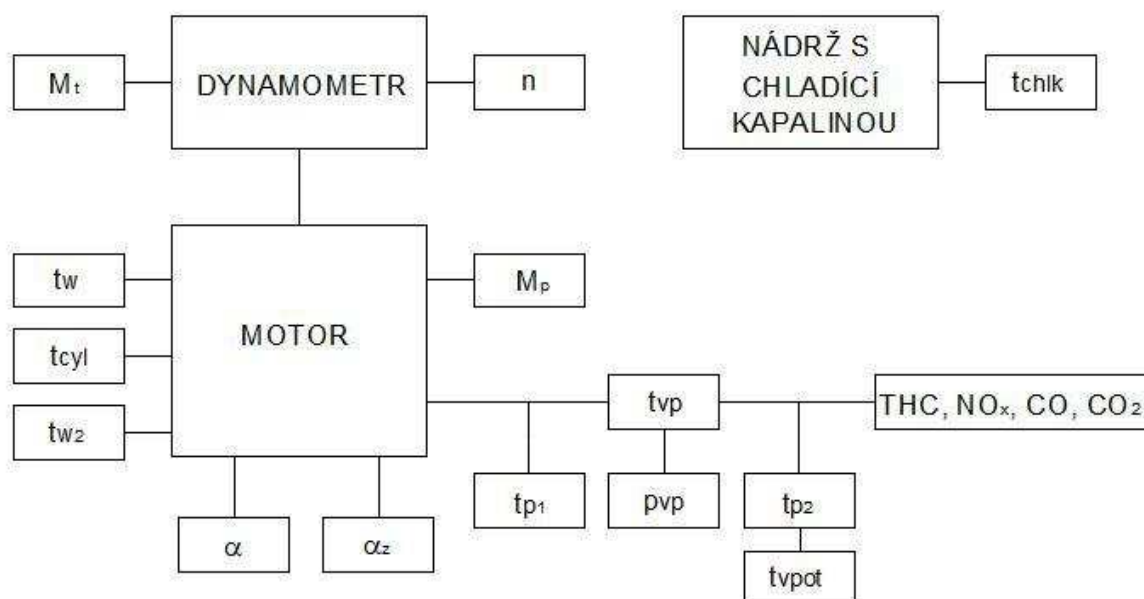 Mt
DYNAMOMETR
n
NÁDRŽ S
CHLADÍCÍ
KAPALINOU
tchlk
tw
tcyl
tw2
MOTOR
Mp
tvp
THC, NOx, CO, CO2
tp1
pvp
tp2
α
αz
tvpot